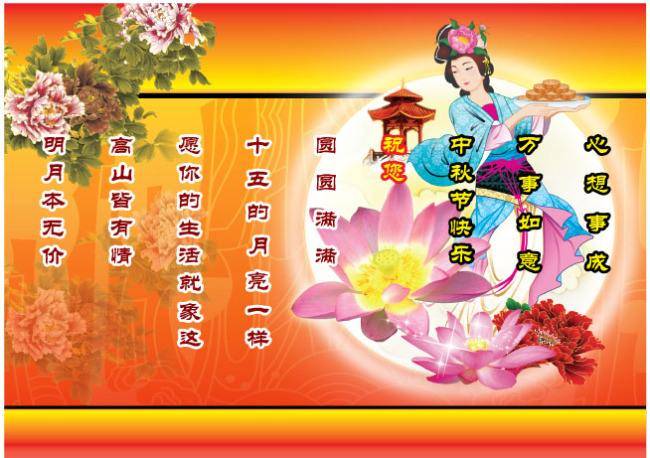 明月本无价
高山皆有情
愿你的生活就象这
十五的月亮一样
圆圆满满
祝您
中秋节快乐
万事如意
心想事成